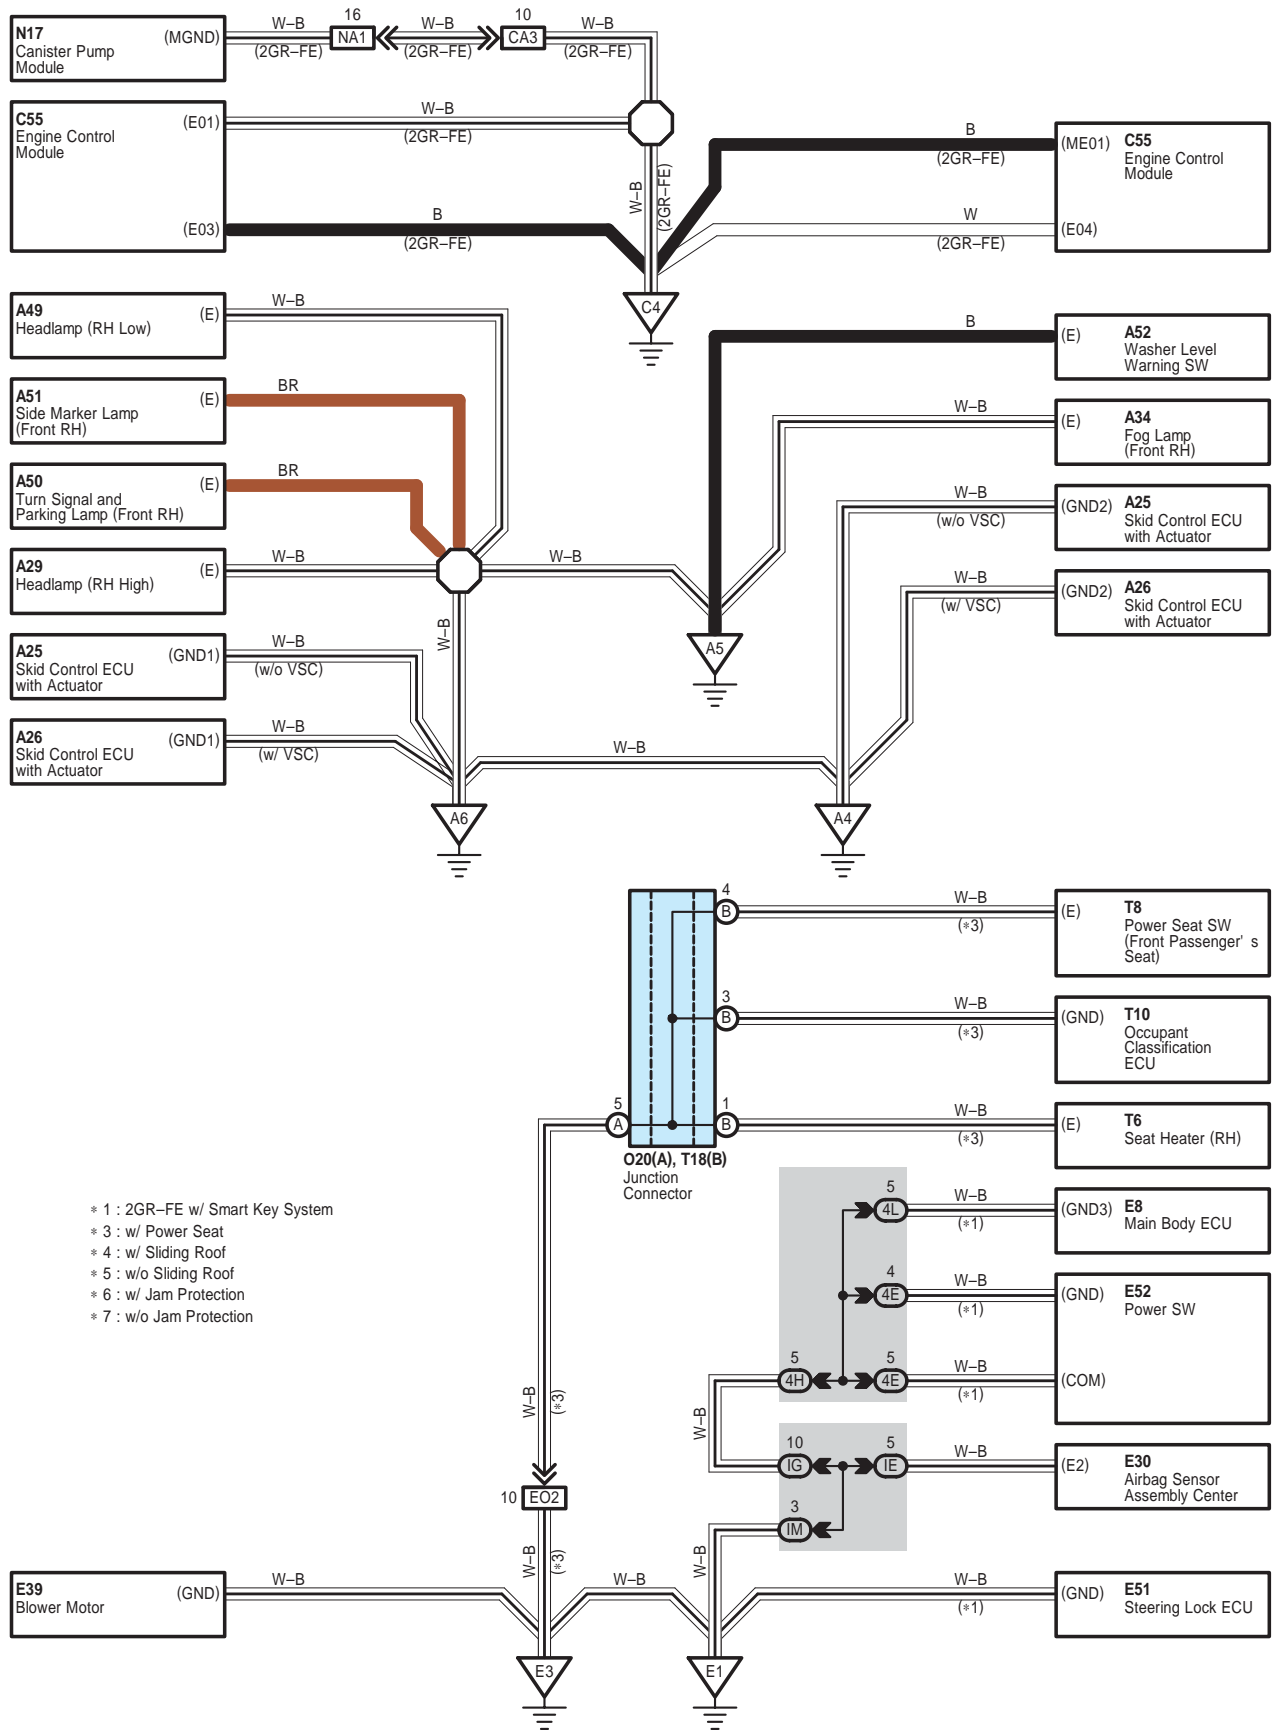 N17
Canister Pump
Module
(MGND)
W–B
(2GR–FE)
16
NA1
W–B
(2GR–FE)
10
CA3
W–B
(2GR–FE)
C55
Engine Control
Module
(E01)
W–B
(2GR–FE)
(E03)
B
(2GR–FE)
W–B
(2GR–FE)
B
(2GR–FE)
(ME01)
C55
Engine Control
Module
W
(2GR–FE)
(E04)
C4
A49
Headlamp (RH Low)
(E)
W–B
A51
Side Marker Lamp
(Front RH)
(E)
BR
A50
Turn Signal and
Parking Lamp (Front RH)
(E)
BR
A29
Headlamp (RH High)
(E)
W–B
W–B
W–B
A25
Skid Control ECU
with Actuator
(GND1)
W–B
(w/o VSC)
A26
Skid Control ECU
with Actuator
(GND1)
W–B
(w/ VSC)
W–B
B
(E)
A52
Washer Level
Warning SW
W–B
(E)
A34
Fog Lamp
(Front RH)
W–B
(w/o VSC)
(GND2)
A25
Skid Control ECU
with Actuator
W–B
(w/ VSC)
(GND2)
A26
Skid Control ECU
with Actuator
A5
A6
A4
4
B
W–B
(∗3)
(E)
T8
Power Seat SW
(Front Passenger' s
Seat)
3
B
W–B
(∗3)
(GND)
T10
Occupant
Classification
ECU
5
A
1
B
W–B
(∗3)
(E)
T6
Seat Heater (RH)
O20(A), T18(B)
Junction
Connector
∗ 1 : 2GR–FE w/ Smart Key System
∗ 3 : w/ Power Seat
∗ 4 : w/ Sliding Roof
∗ 5 : w/o Sliding Roof
∗ 6 : w/ Jam Protection
∗ 7 : w/o Jam Protection
5
4L
W–B
(∗1)
(GND3)
E8
Main Body ECU
4
4E
W–B
(∗1)
(GND)
E52
Power SW
5
4H
5
4E
W–B
(∗1)
(COM)
W–B
(∗3)
W–B
10
IG
5
IE
W–B
(E2)
E30
Airbag Sensor
Assembly Center
10
EO2
3
IM
W–B
(∗3)
W–B
E39
Blower Motor
(GND)
W–B
W–B
W–B
(∗1)
(GND)
E51
Steering Lock ECU
E3
E1